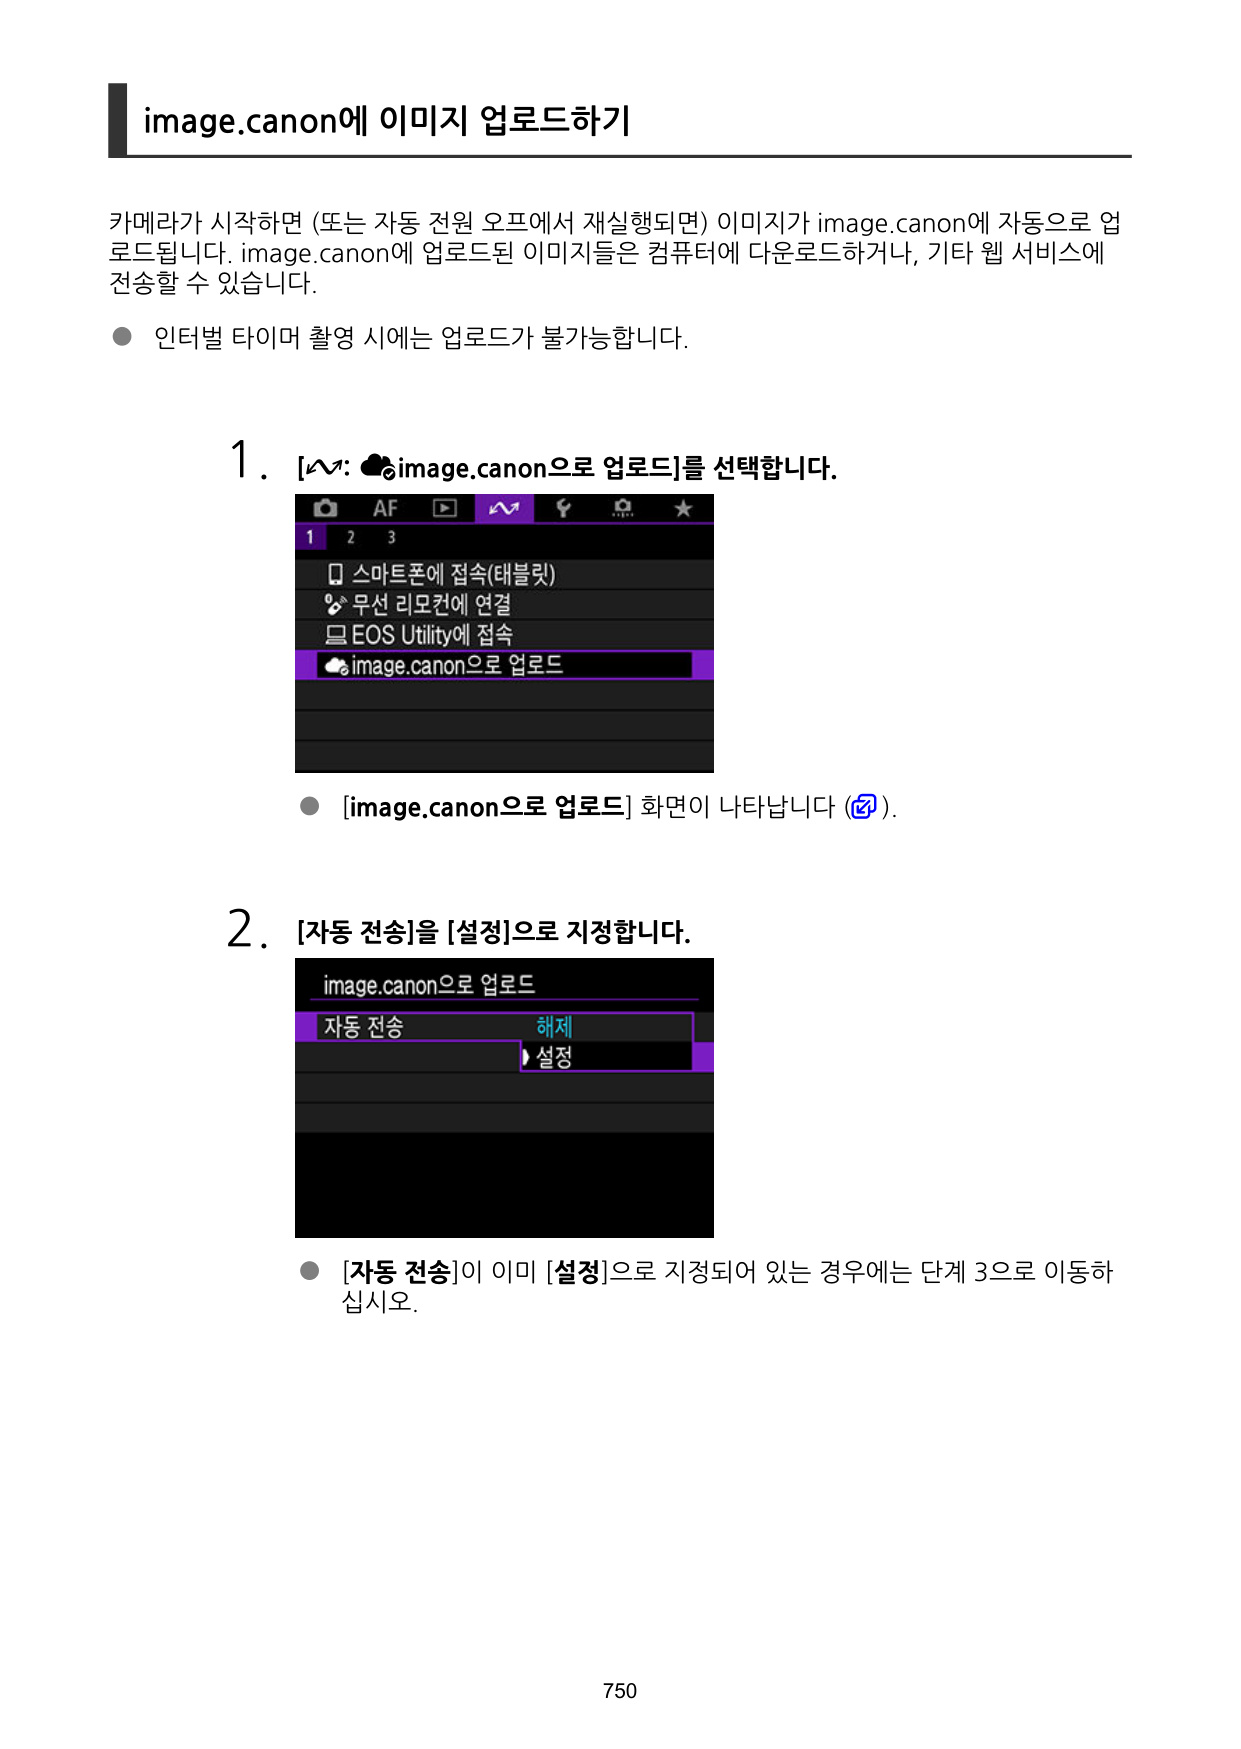 image.canon에 이미지 업로드하기
카메라가 시작하면 (또는 자동 전원 오프에서 재실행되면) 이미지가 image.canon에 자동으로 업
로드됩니다. image.canon에 업로드된 이미지들은 컴퓨터에 다운로드하거나, 기타 웹 서비스에
전송할 수 있습니다.
● 인터벌 타이머 촬영 시에는 업로드가 불가능합니다.
1. [: image.canon으로 업로드]를 선택합니다.
AF
1 2 3
스마트폰에 접속(태블릿)
무선 리모컨에 연결
EOS Utility에 접속
image.canon으로 업로드
● [image.canon으로 업로드] 화면이 나타납니다 ( ).
2. [자동 전송]을 [설정]으로 지정합니다.
image.canon으로 업로드
자동 전송 해제
설정
● [자동 전송]이 이미 [설정]으로 지정되어 있는 경우에는 단계 3으로 이동하
십시오.
750